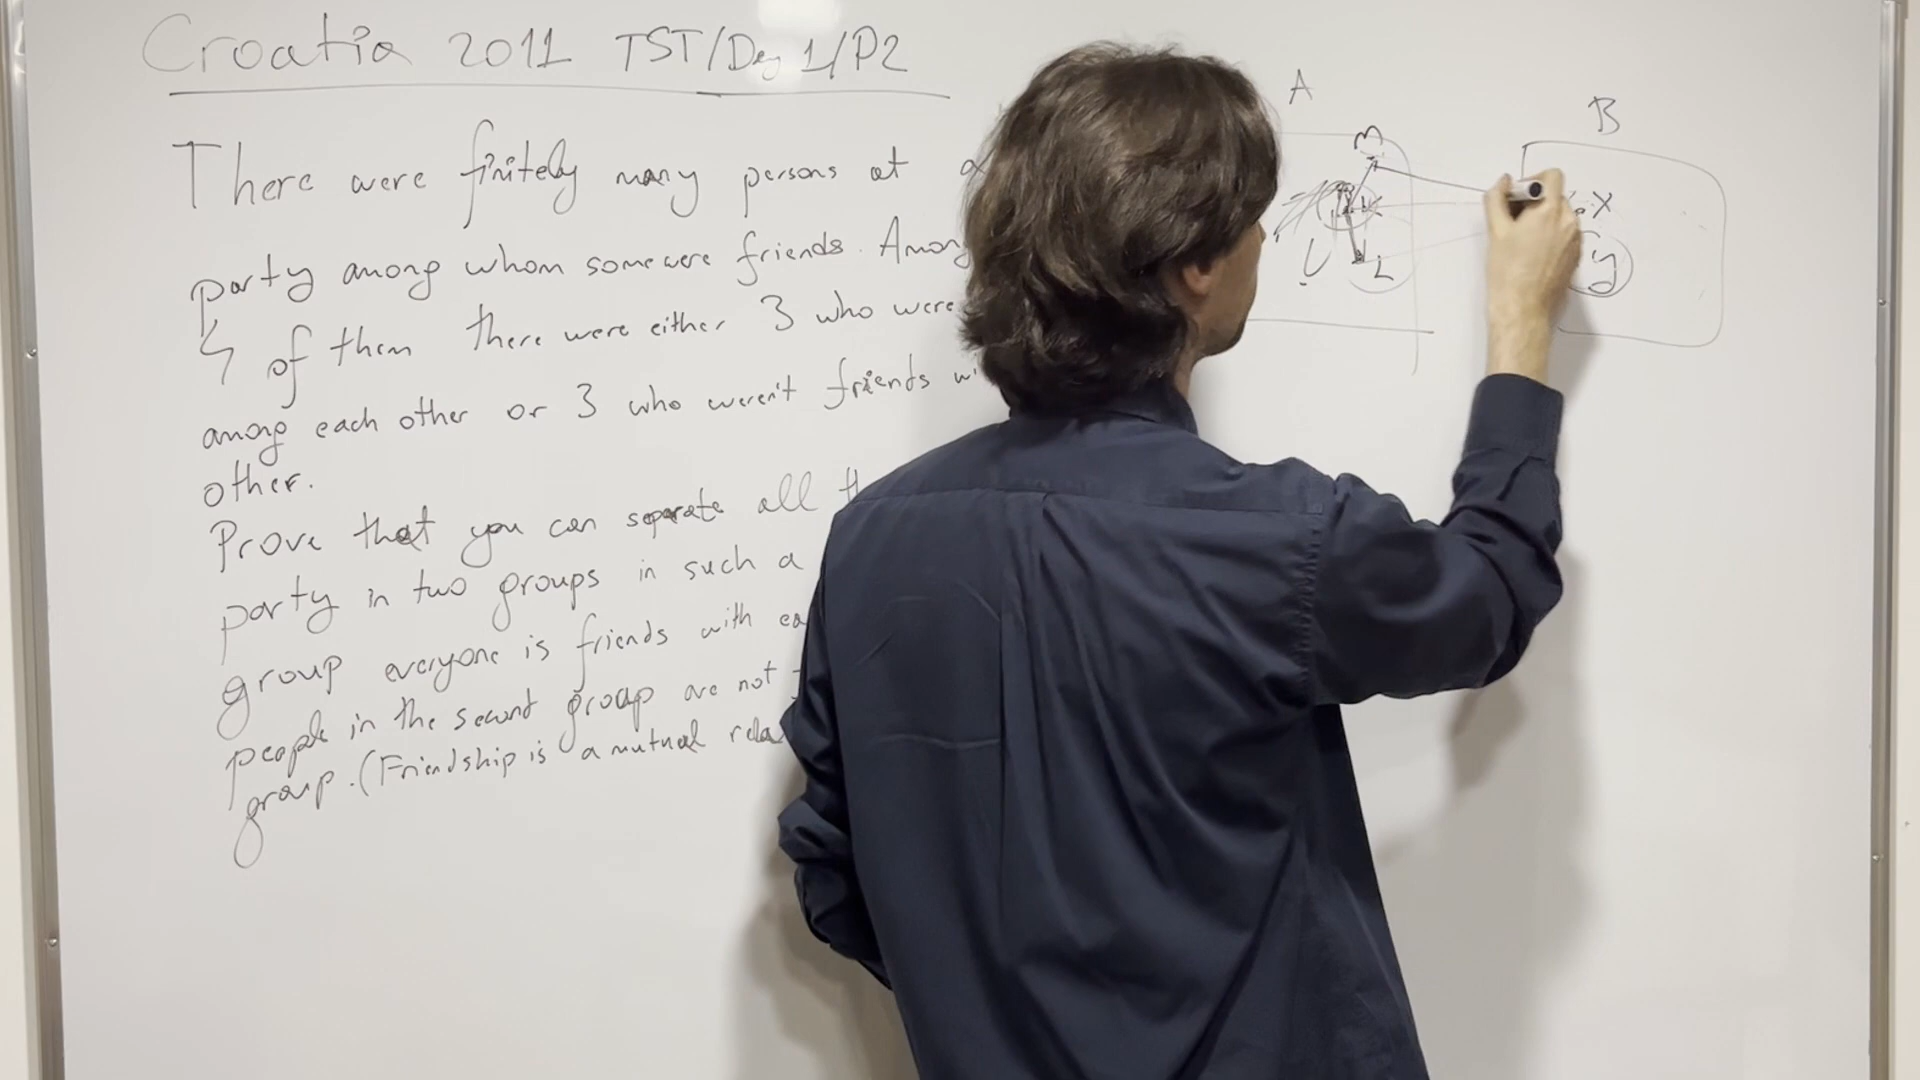 Croatia 2011 TST/Day 1/P2
There were finitely many persons at
party among whom some were friends. Among
4 of them there were either 3 who were
among each other or 3 who weren't friends
other.
Prove that you can separate all
party in two groups in such a
group everyone is friends with
people in the second group are not
group. (Friendship is a mutual
A
B
M
K
L
x
y